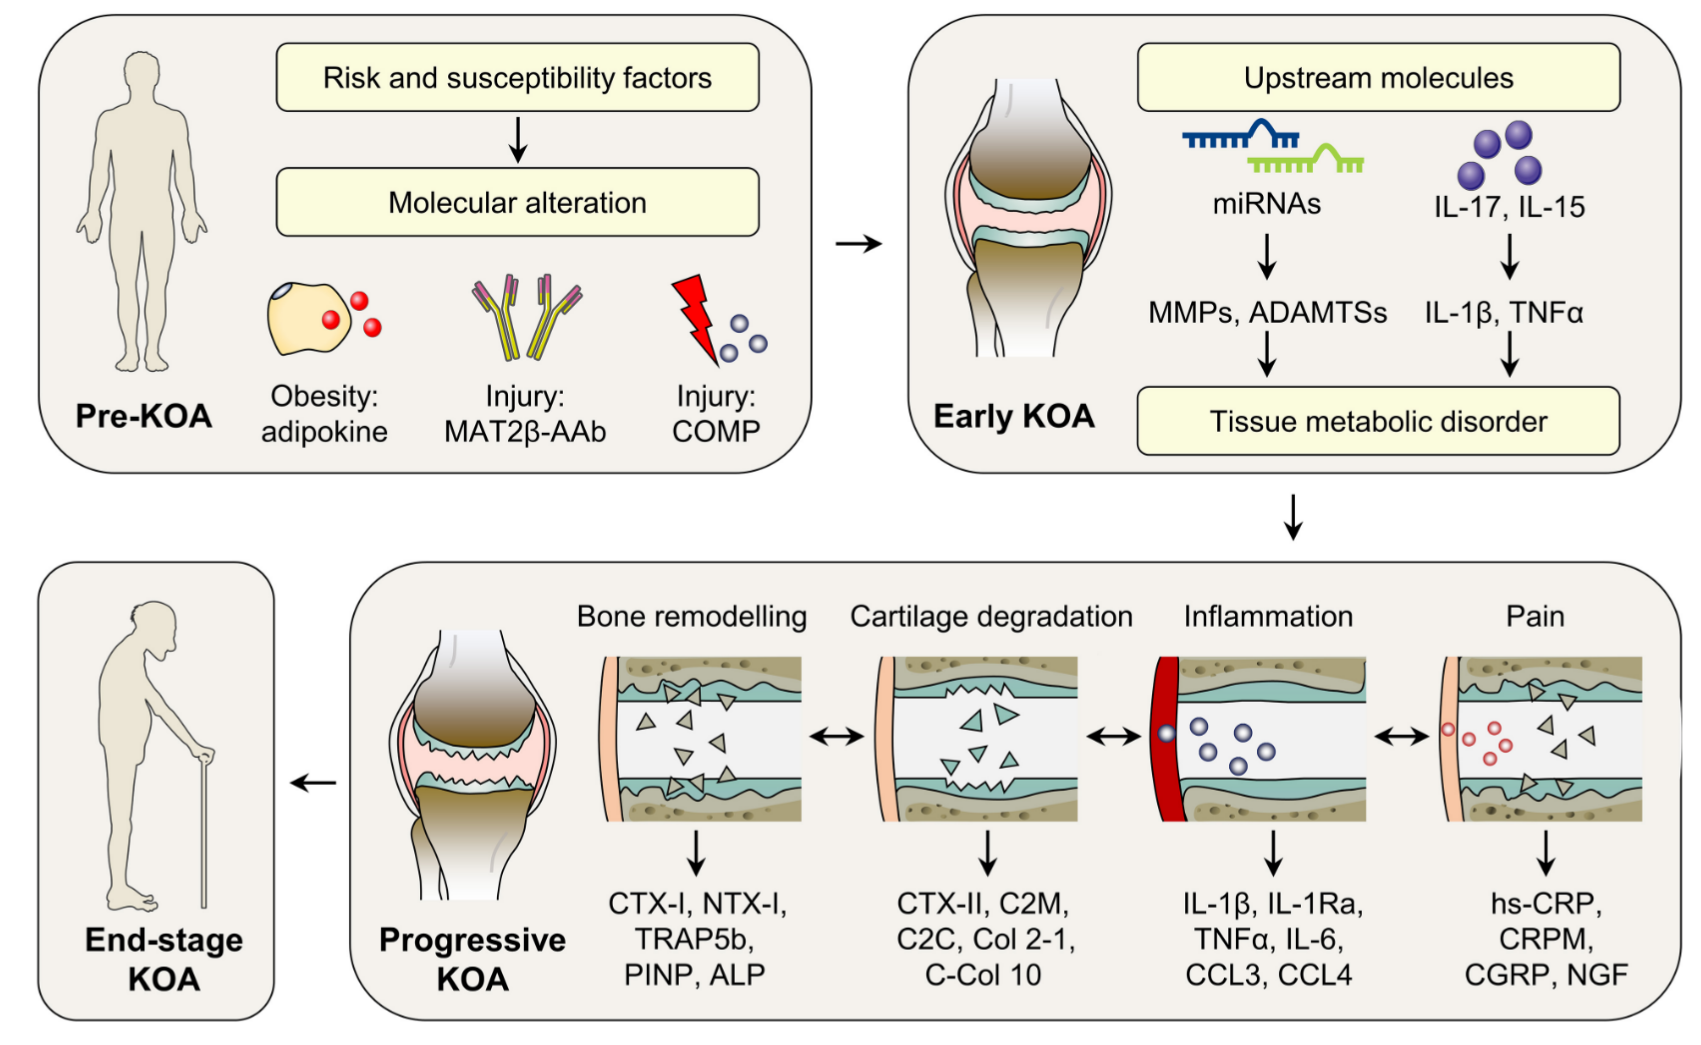 Risk and susceptibility factors
Molecular alteration
Obesity:
adipokine
Injury:
MAT2β-AAb
Injury:
COMP
Pre-KOA
Upstream molecules
miRNAs
IL-17, IL-15
MMPs, ADAMTSs
IL-1β, TNFα
Tissue metabolic disorder
Early KOA
Bone remodelling
Cartilage degradation
Inflammation
Pain
CTX-I, NTX-I,
TRAP5b,
PINP, ALP
CTX-II, C2M,
C2C, Col 2-1,
C-Col 10
IL-1β, IL-1Ra,
TNFα, IL-6,
CCL3, CCL4
hs-CRP,
CRPM,
CGRP, NGF
Progressive
KOA
End-stage
KOA